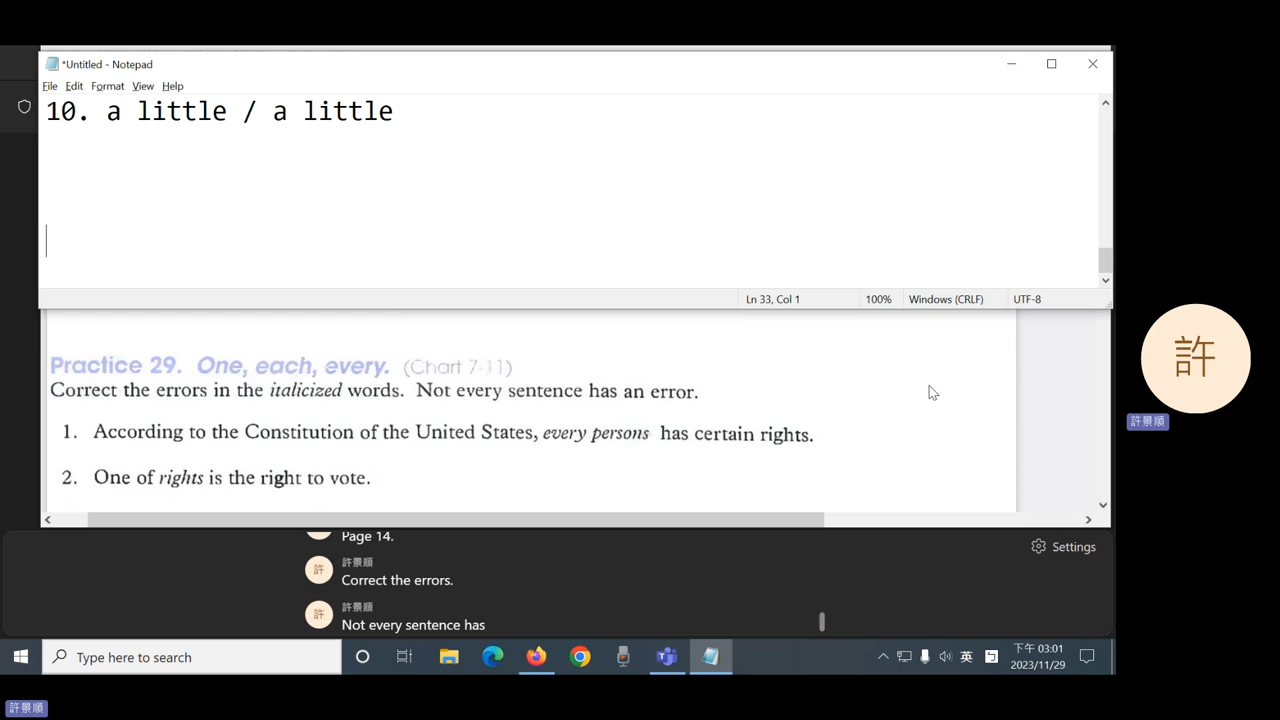 *Untitled - Notepad
File Edit Format View Help
10. a little / a little
Ln 33, Col 1 100% Windows (CRLF) UTF-8
Practice 29. One, each, every. (Chart 7-11)
Correct the errors in the italicized words. Not every sentence has an error.
1. According to the Constitution of the United States, every persons has certain rights.
2. One of rights is the right to vote.
Page 14.
許景順
許 Correct the errors.
許景順
許 Not every sentence has
Settings
許
許景順
Type here to search
英
下午 03:01
2023/11/29
許景順